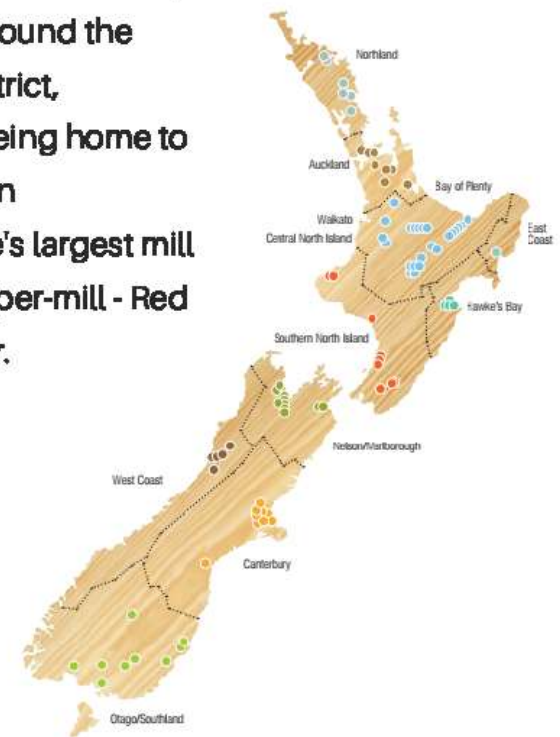 ound the
trict,
eing home to
n
e's largest mill
per-mill - Red
r.
Northland
Auckland
Bay of Plenty
Waikato
Central North Island
East
Coast
Hawke's Bay
Southern North Island
Nelson/Marlborough
West Coast
Canterbury
Otago/Southland